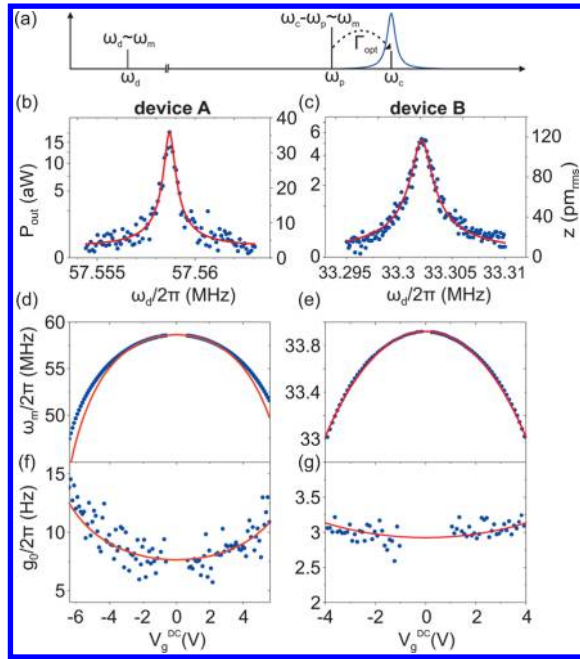 (a)
ω_d~ω_m
ω_c-ω_p~ω_m
Γ_opt
ω_d
ω_p
ω_c
(b)
device A
(c)
device B
15
10
5
0
P_out (aW)
40
30
20
10
0
6
4
2
0
120
80
40
0
z (pm_rms)
57.555
57.56
33.295
33.3
33.305
33.31
ω_d/2π (MHz)
ω_d/2π (MHz)
(d)
(e)
60
55
50
ω_m/2π (MHz)
33.8
33.4
33
(f)
(g)
15
10
5
g_0/2π (Hz)
3.5
3
2.5
2
-6
-4
-2
0
2
4
-4
-2
0
2
4
V_g^DC(V)
V_g^DC(V)